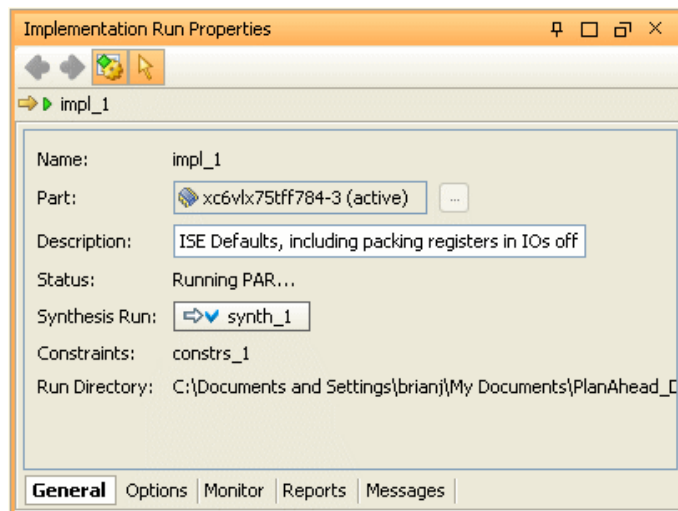 Implementation Run Properties
impl_1
Name: impl_1
Part: xc6vlx75tff784-3 (active) ...
Description: ISE Defaults, including packing registers in IOs off
Status: Running PAR...
Synthesis Run: synth_1
Constraints: constrs_1
Run Directory: C:\Documents and Settings\brianj\My Documents\PlanAhead_D
General Options Monitor Reports Messages